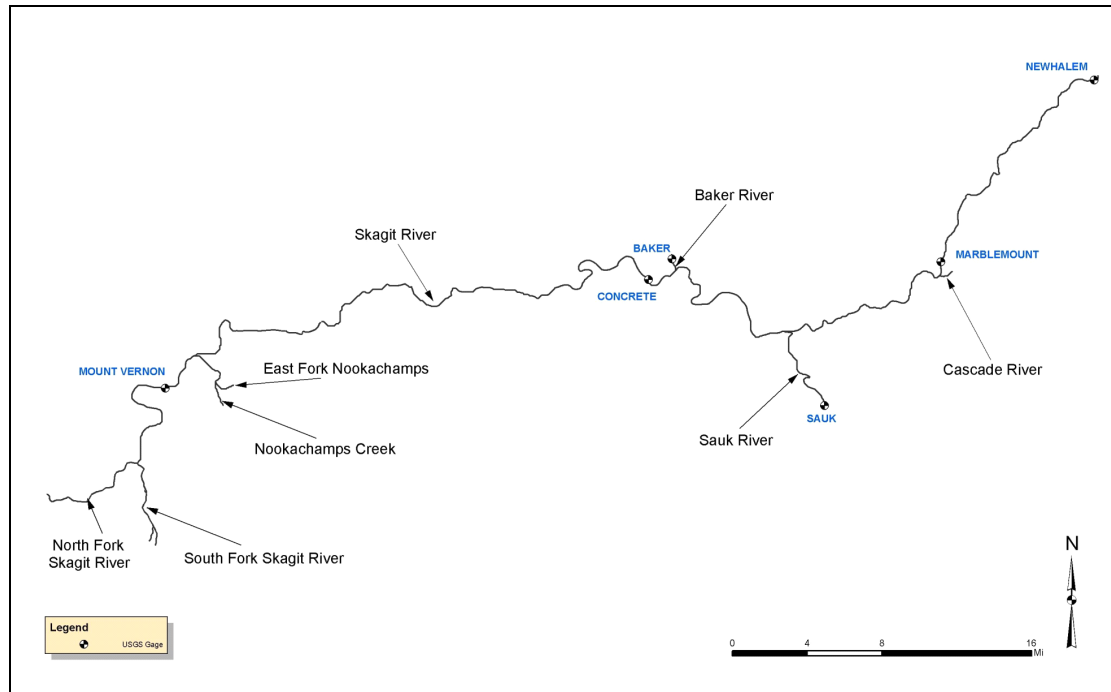 NEWHALEM
Baker River
Skagit River
BAKER
MARBLEMOUNT
CONCRETE
MOUNT VERNON
East Fork Nookachamps
Cascade River
SAUK
Sauk River
Nookachamps Creek
North Fork
Skagit River
South Fork Skagit River
N
Legend
USGS Gage
0 4 8 16
Mi